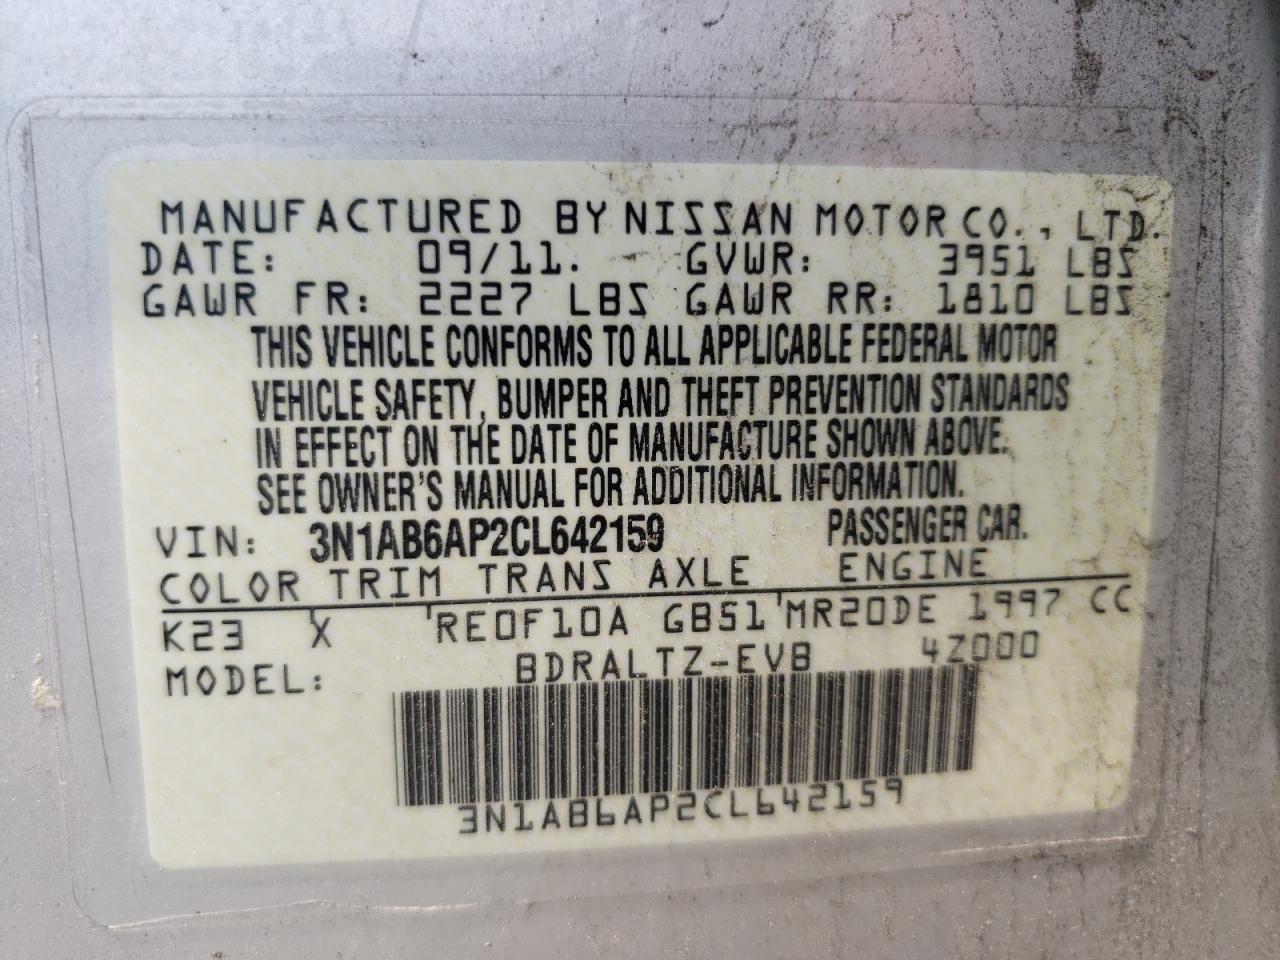 MANUFACTURED BY NISSAN MOTOR CO., LTD.
DATE: 09/11. GVWR: 3951 LBS
GAWR FR: 2227 LBS GAWR RR: 1810 LBS
THIS VEHICLE CONFORMS TO ALL APPLICABLE FEDERAL MOTOR
VEHICLE SAFETY, BUMPER AND THEFT PREVENTION STANDARDS
IN EFFECT ON THE DATE OF MANUFACTURE SHOWN ABOVE.
SEE OWNER'S MANUAL FOR ADDITIONAL INFORMATION.
VIN: 3N1AB6AP2CL642159 PASSENGER CAR.
COLOR TRIM TRANS AXLE ENGINE
K23 X RE0F10A GB51 MR20DE 1997 CC
MODEL: BDRALTZ-EVB 4Z000
3N1AB6AP2CL642159